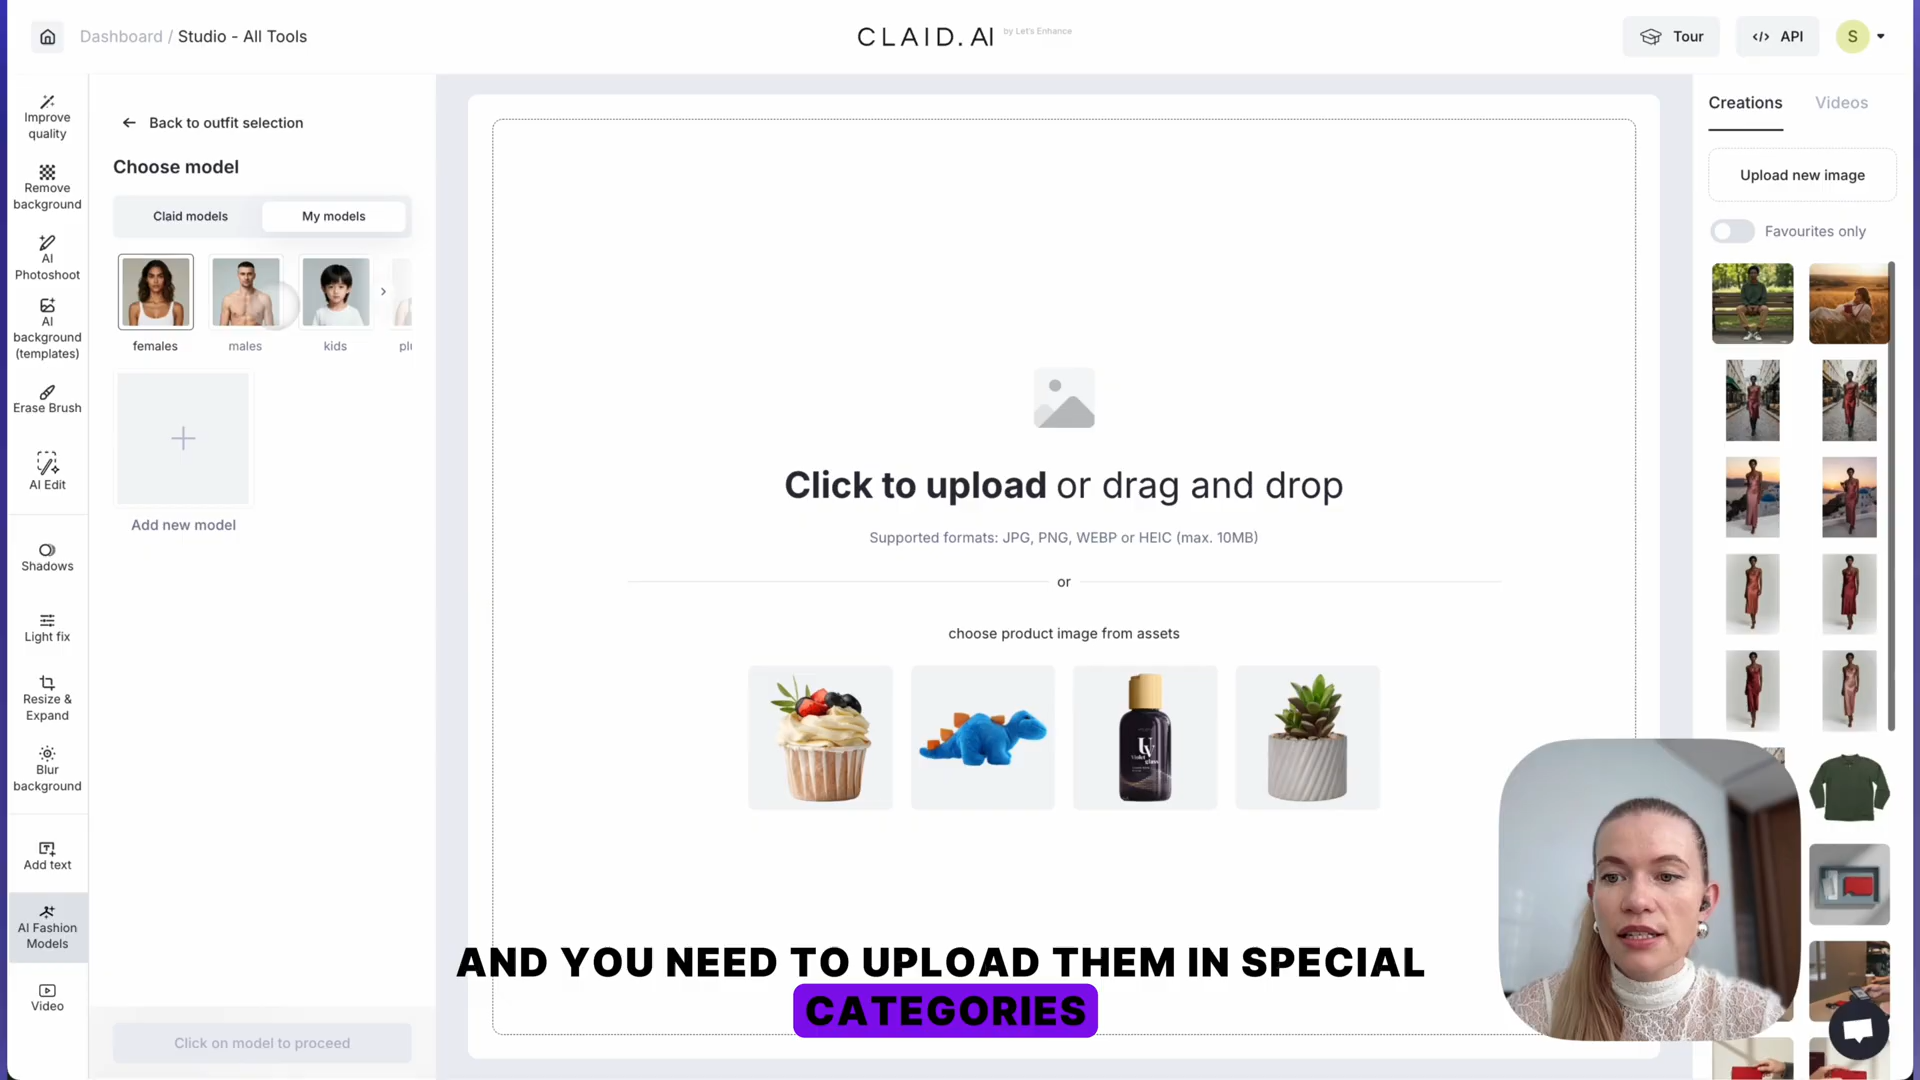 Dashboard / Studio - All Tools
CLAID.AI by Let's Enhance
Tour
API
S
Improve
quality
Remove
background
AI
Photoshoot
AI
background
(templates)
Erase Brush
AI Edit
Shadows
Light fix
Resize &
Expand
Blur
background
Add text
AI Fashion
Models
Video
Back to outfit selection
Choose model
Claid models
My models
females
males
kids
plu
Add new model
Click on model to proceed
Click to upload or drag and drop
Supported formats: JPG, PNG, WEBP or HEIC (max. 10MB)
or
choose product image from assets
UV
Violet
glass
AND YOU NEED TO UPLOAD THEM IN SPECIAL
CATEGORIES
Creations
Videos
Upload new image
Favourites only